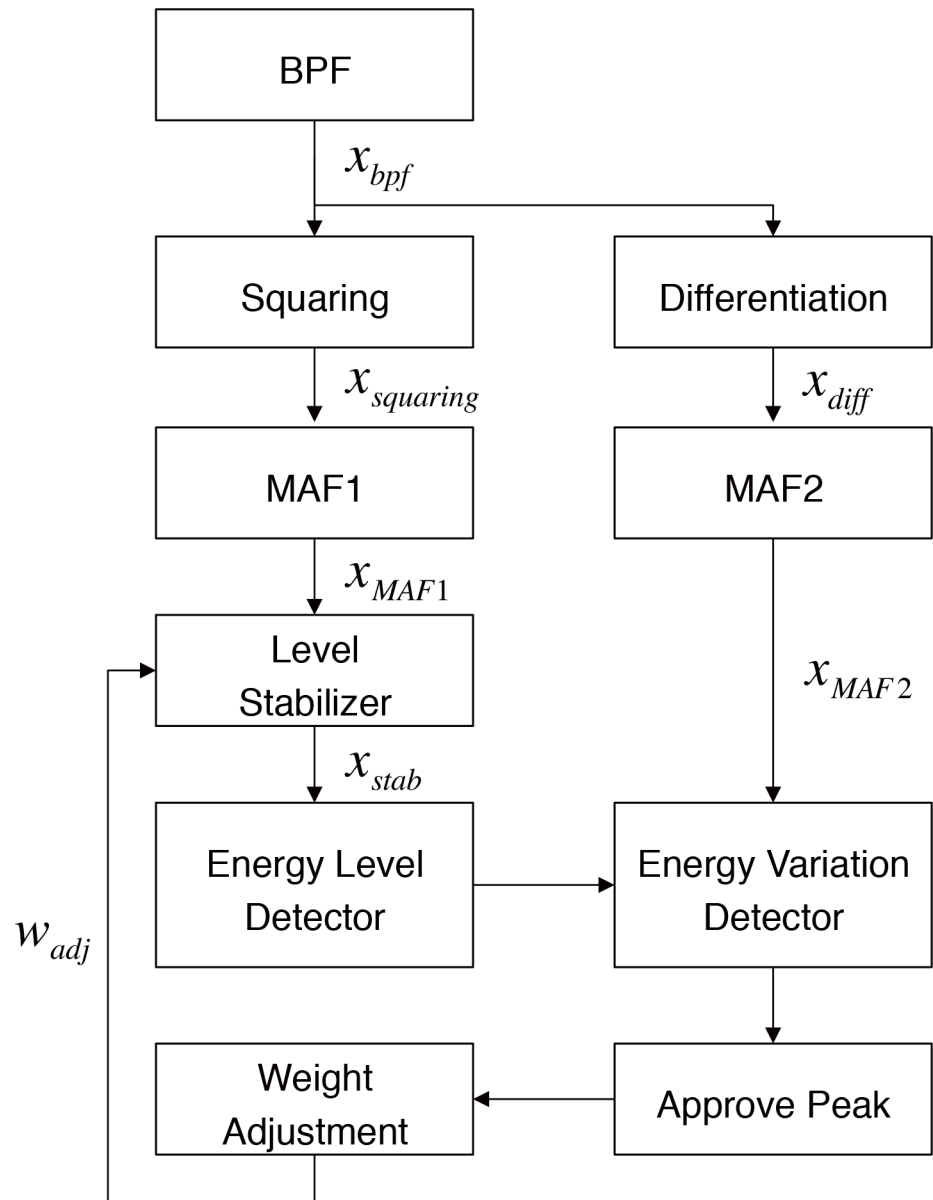 BPF
x_bpf
Squaring
Differentiation
x_squaring
x_diff
MAF1
MAF2
x_MAF1
Level
Stabilizer
x_MAF2
x_stab
Energy Level
Detector
Energy Variation
Detector
w_adj
Weight
Adjustment
Approve Peak